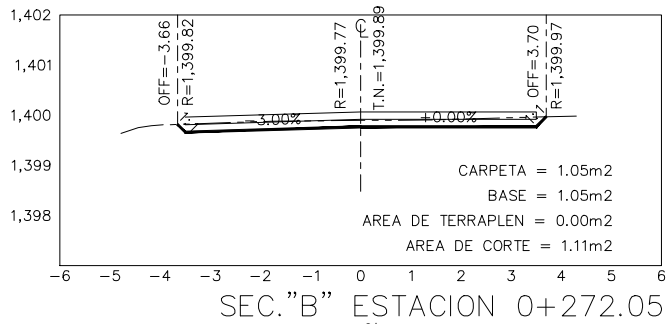 1,402
1,401
1,400
1,399
1,398
OFF=-3.66
R=1,399.82
R=1,399.77
T.N.=1,399.89
OFF=3.70
R=1,399.97
-3.00%
+0.00%
CARPETA = 1.05m2
BASE = 1.05m2
AREA DE TERRAPLEN = 0.00m2
AREA DE CORTE = 1.11m2
-6 -5 -4 -3 -2 -1 0 1 2 3 4 5 6
SEC."B" ESTACION 0+272.05